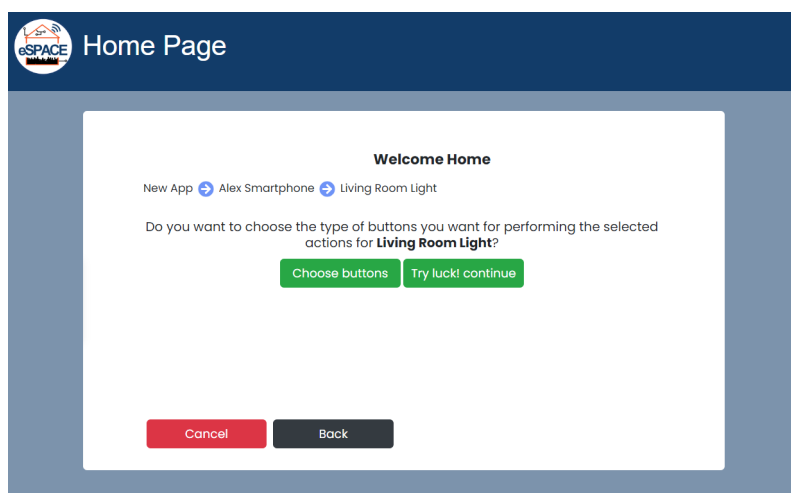 eSPACE
Home Page
Welcome Home
New App Alex Smartphone Living Room Light
Do you want to choose the type of buttons you want for performing the selected
actions for Living Room Light?
Choose buttons Try luck! continue
Cancel Back